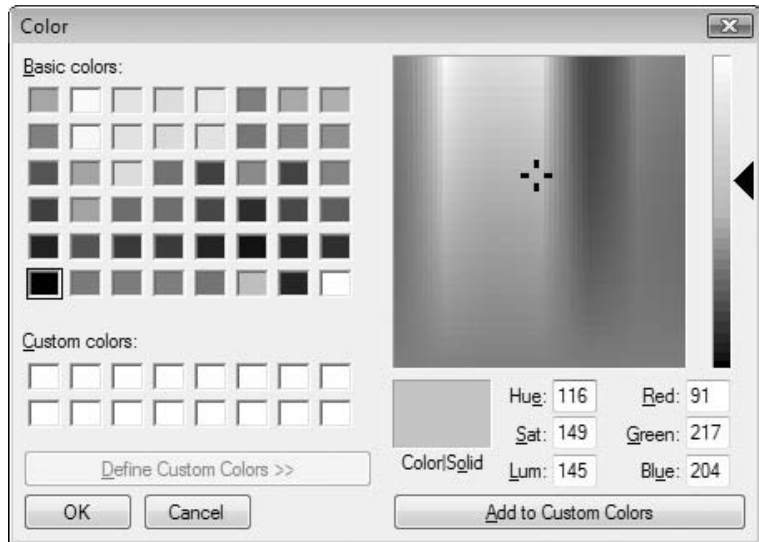 Color
Basic colors:
Custom colors:
Define Custom Colors >>
OK
Cancel
Color|Solid
Hue: 116
Sat: 149
Lum: 145
Red: 91
Green: 217
Blue: 204
Add to Custom Colors